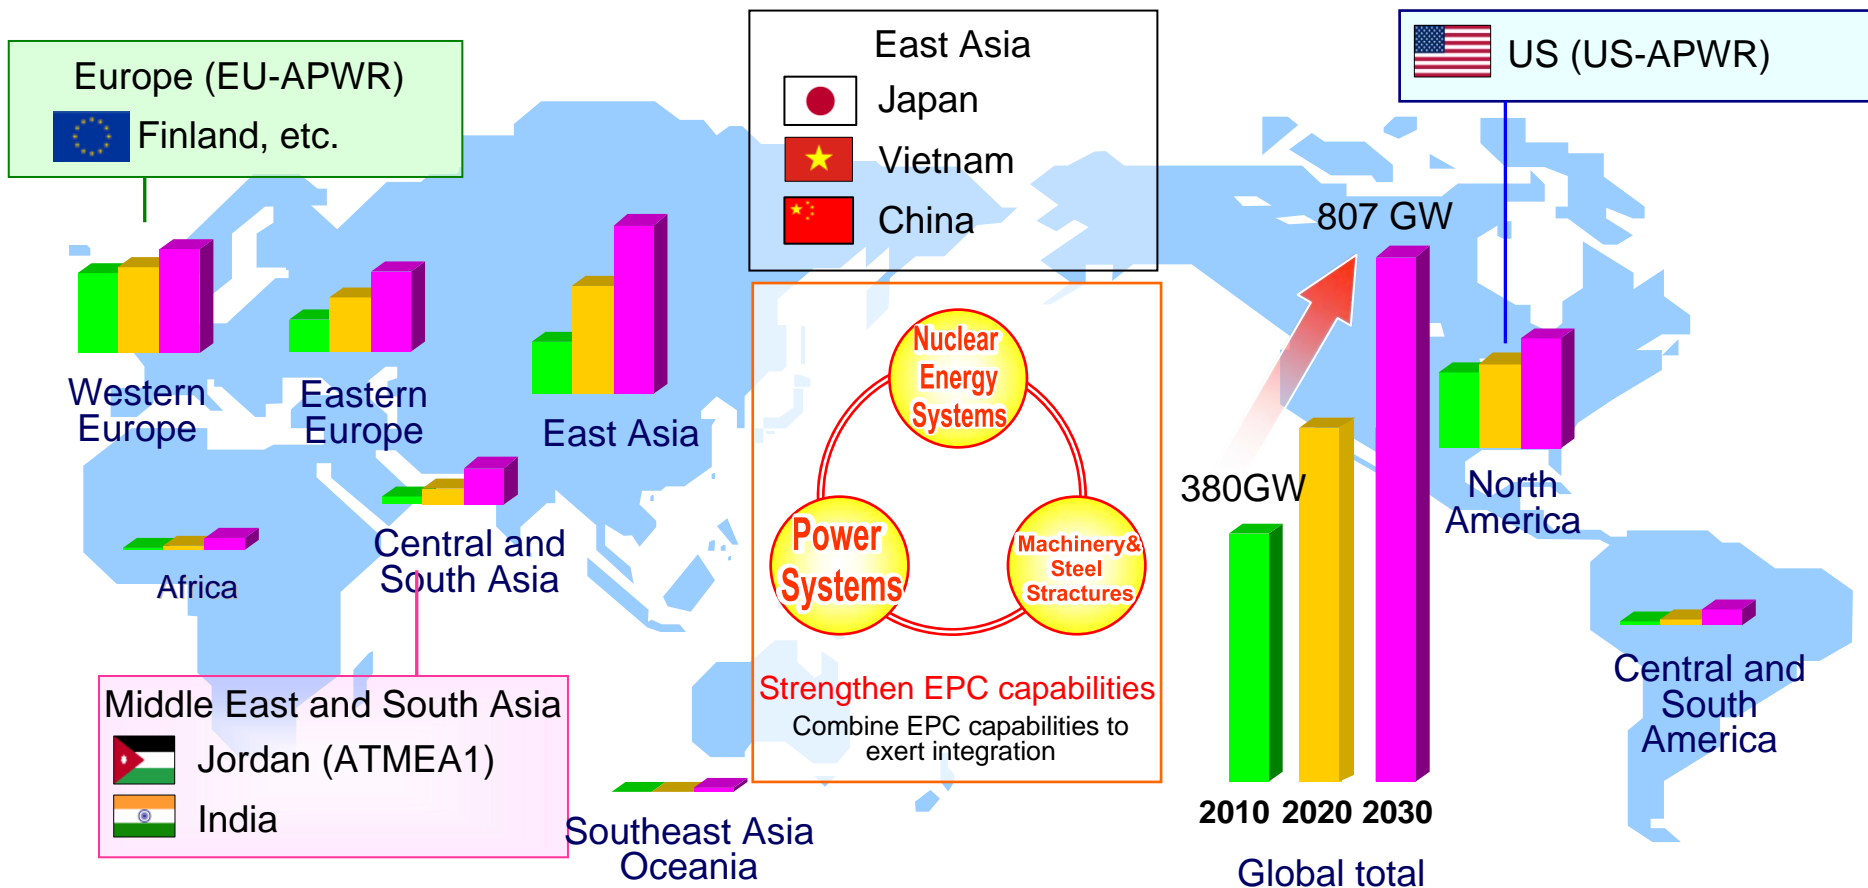 Europe (EU-APWR)
Finland, etc.
East Asia
Japan
Vietnam
China
US (US-APWR)
807 GW
380GW
Western
Europe
Eastern
Europe
East Asia
Central and
South Asia
Africa
Middle East and South Asia
Jordan (ATMEA1)
India
Southeast Asia
Oceania
Nuclear
Energy
Systems
Power
Systems
Machinery&
Steel
Stractures
Strengthen EPC capabilities
Combine EPC capabilities to
exert integration
2010 2020 2030
Global total
North
America
Central and
South
America